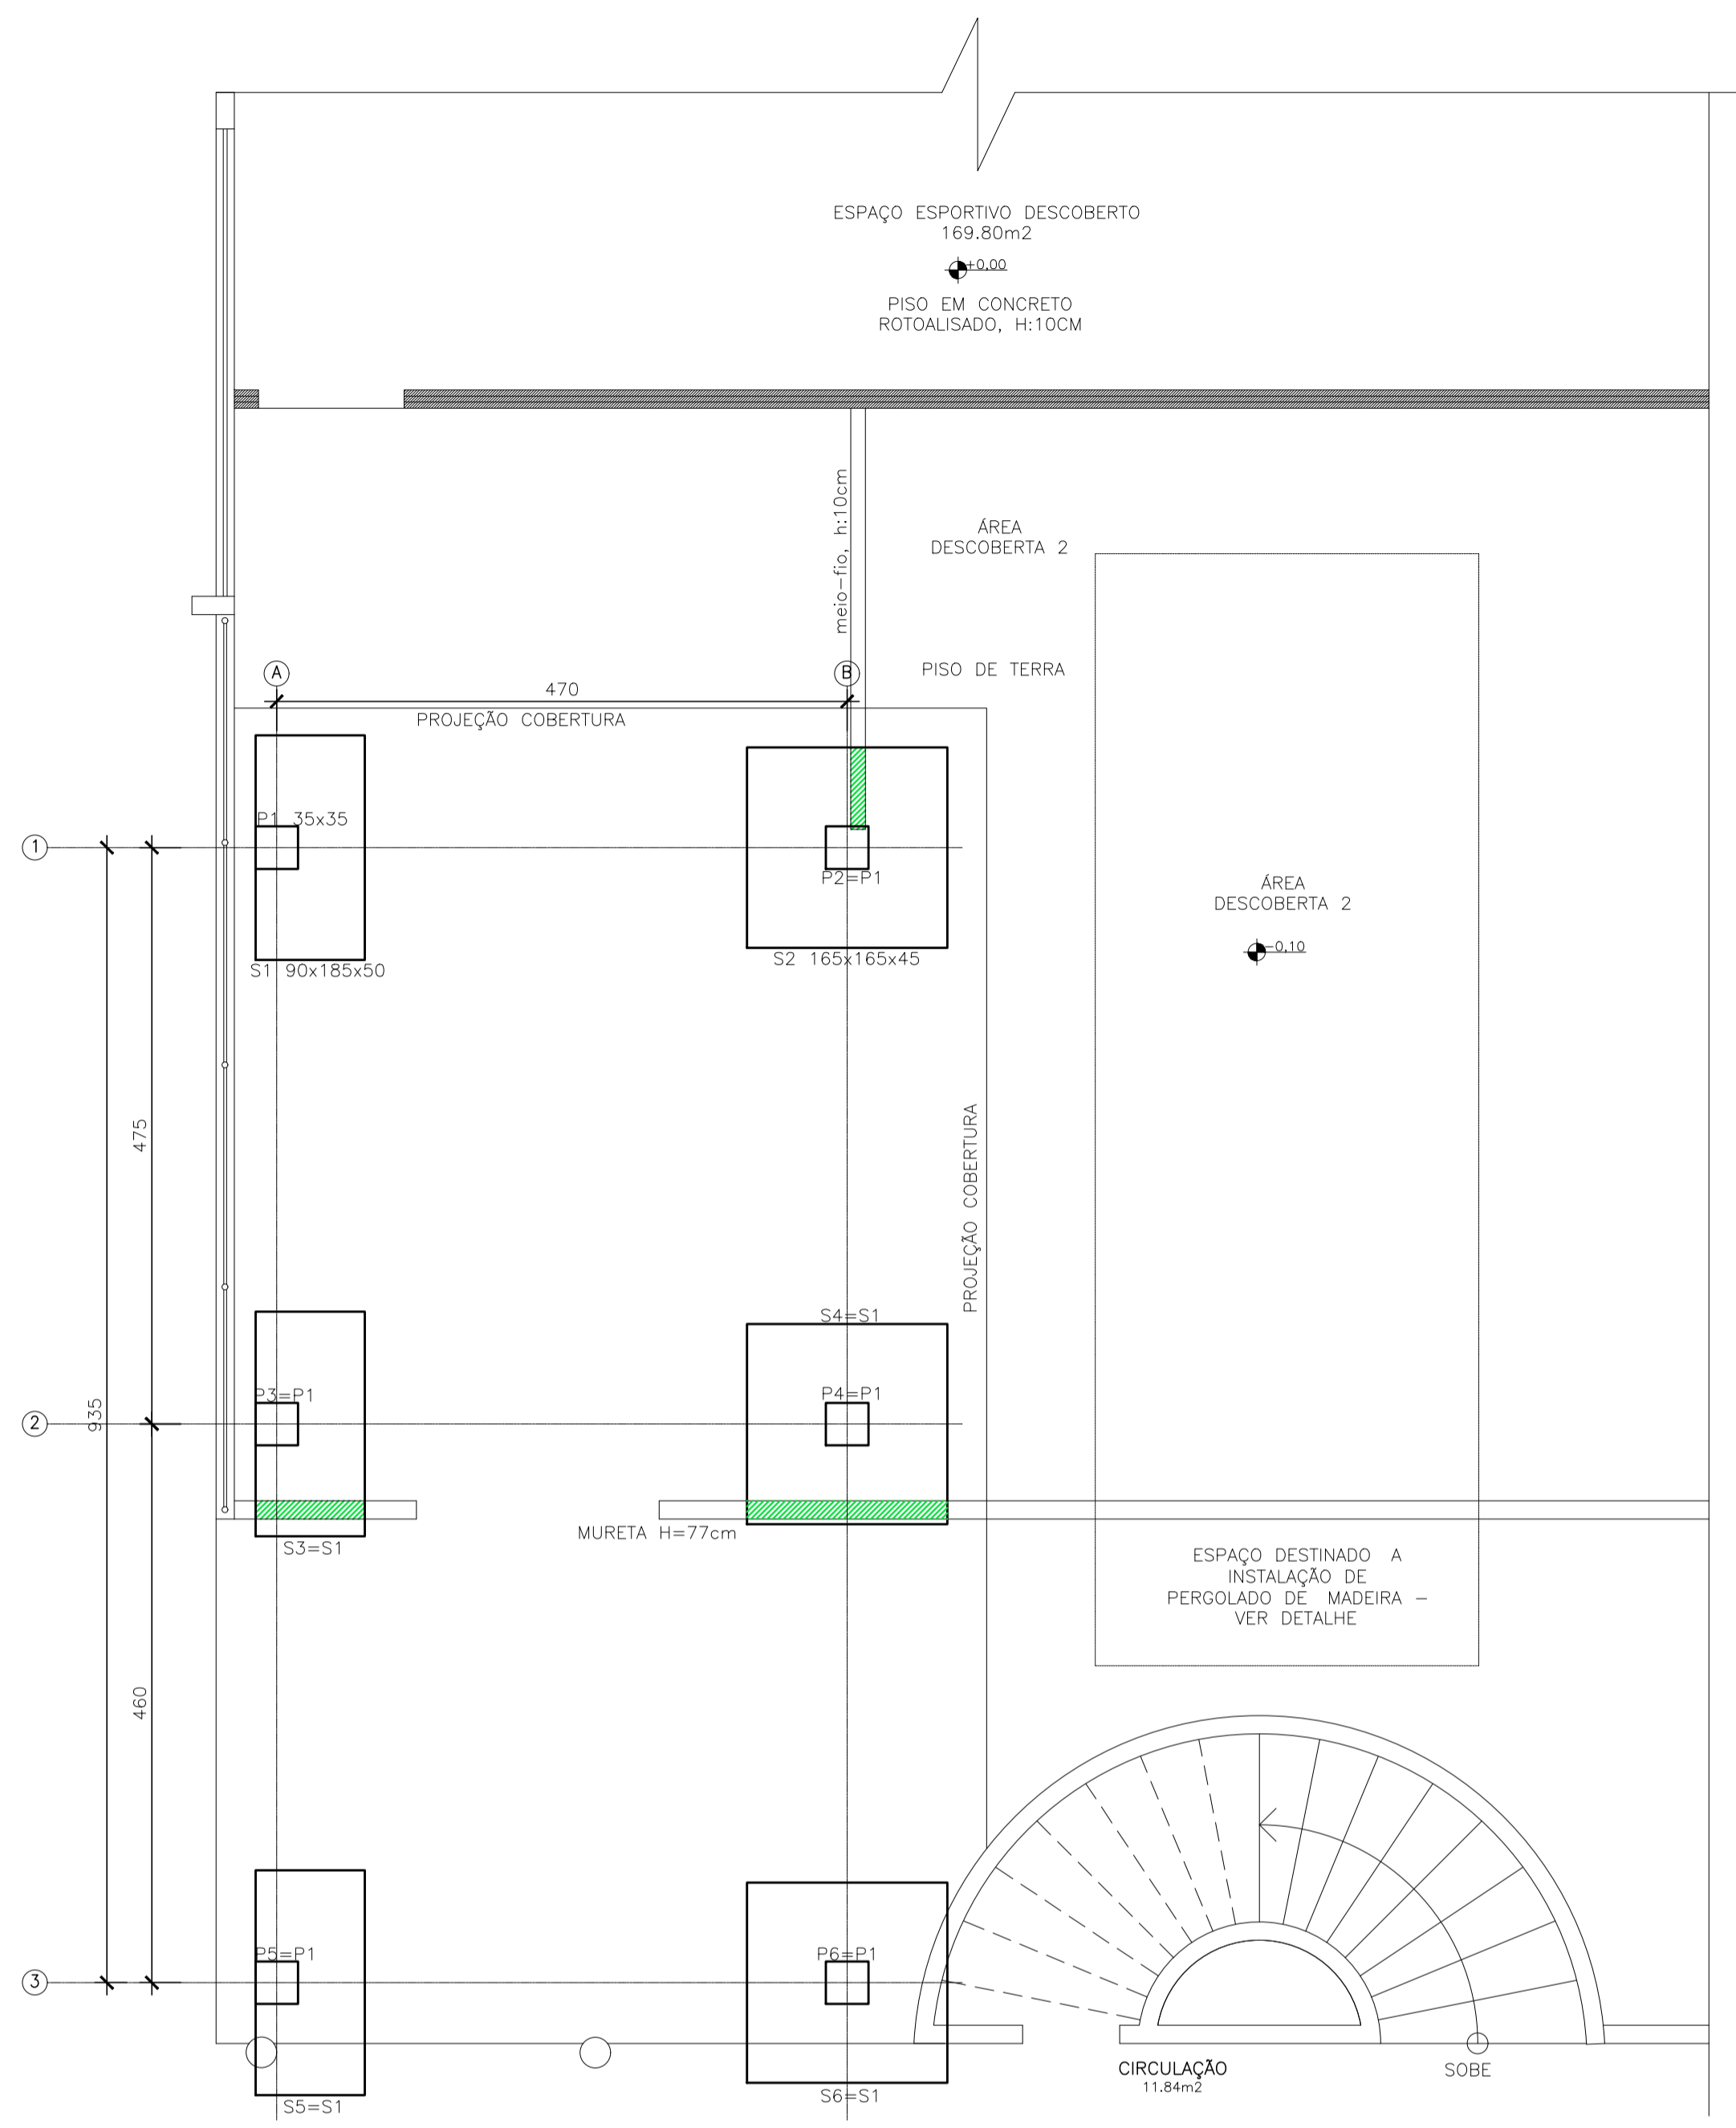 ESPAÇO ESPORTIVO DESCOBERTO
169.80m2
+0,00
PISO EM CONCRETO
ROTOALISADO, H:10CM
meio-fio, h:10cm
ÁREA
DESCOBERTA 2
PISO DE TERRA
A
B
470
PROJEÇÃO COBERTURA
P1 35x35
1
P2=P1
S1 90x185x50
S2 165x165x45
ÁREA
DESCOBERTA 2
-0,10
475
PROJEÇÃO COBERTURA
S4=S1
P3=P1
P4=P1
935
2
MURETA H=77cm
S3=S1
ESPAÇO DESTINADO A
INSTALAÇÃO DE
PERGOLADO DE MADEIRA -
VER DETALHE
460
P5=P1
P6=P1
3
CIRCULAÇÃO
11.84m2
SOBE
S5=S1
S6=S1